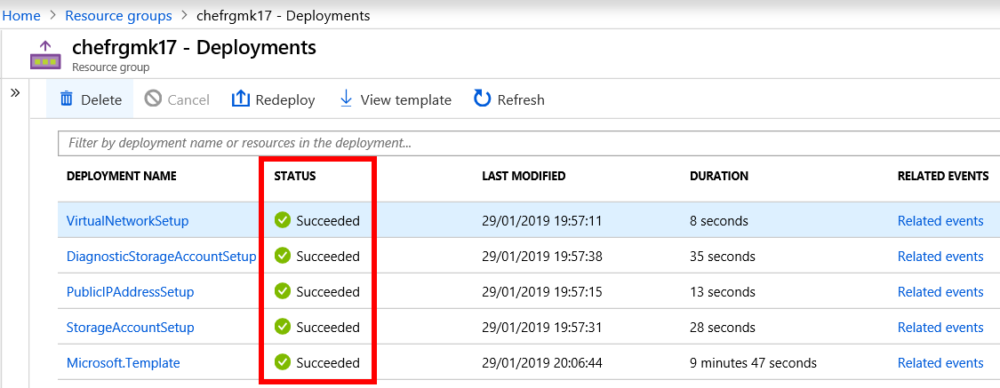 Home > Resource groups > chefrgmk17 - Deployments
chefrgmk17 - Deployments
Resource group
» Delete Cancel Redeploy View template Refresh
Filter by deployment name or resources in the deployment...
DEPLOYMENT NAME STATUS LAST MODIFIED DURATION RELATED EVENTS
VirtualNetworkSetup Succeeded 29/01/2019 19:57:11 8 seconds Related events
DiagnosticStorageAccountSetup Succeeded 29/01/2019 19:57:38 35 seconds Related events
PublicIPAddressSetup Succeeded 29/01/2019 19:57:15 13 seconds Related events
StorageAccountSetup Succeeded 29/01/2019 19:57:31 28 seconds Related events
Microsoft.Template Succeeded 29/01/2019 20:06:44 9 minutes 47 seconds Related events